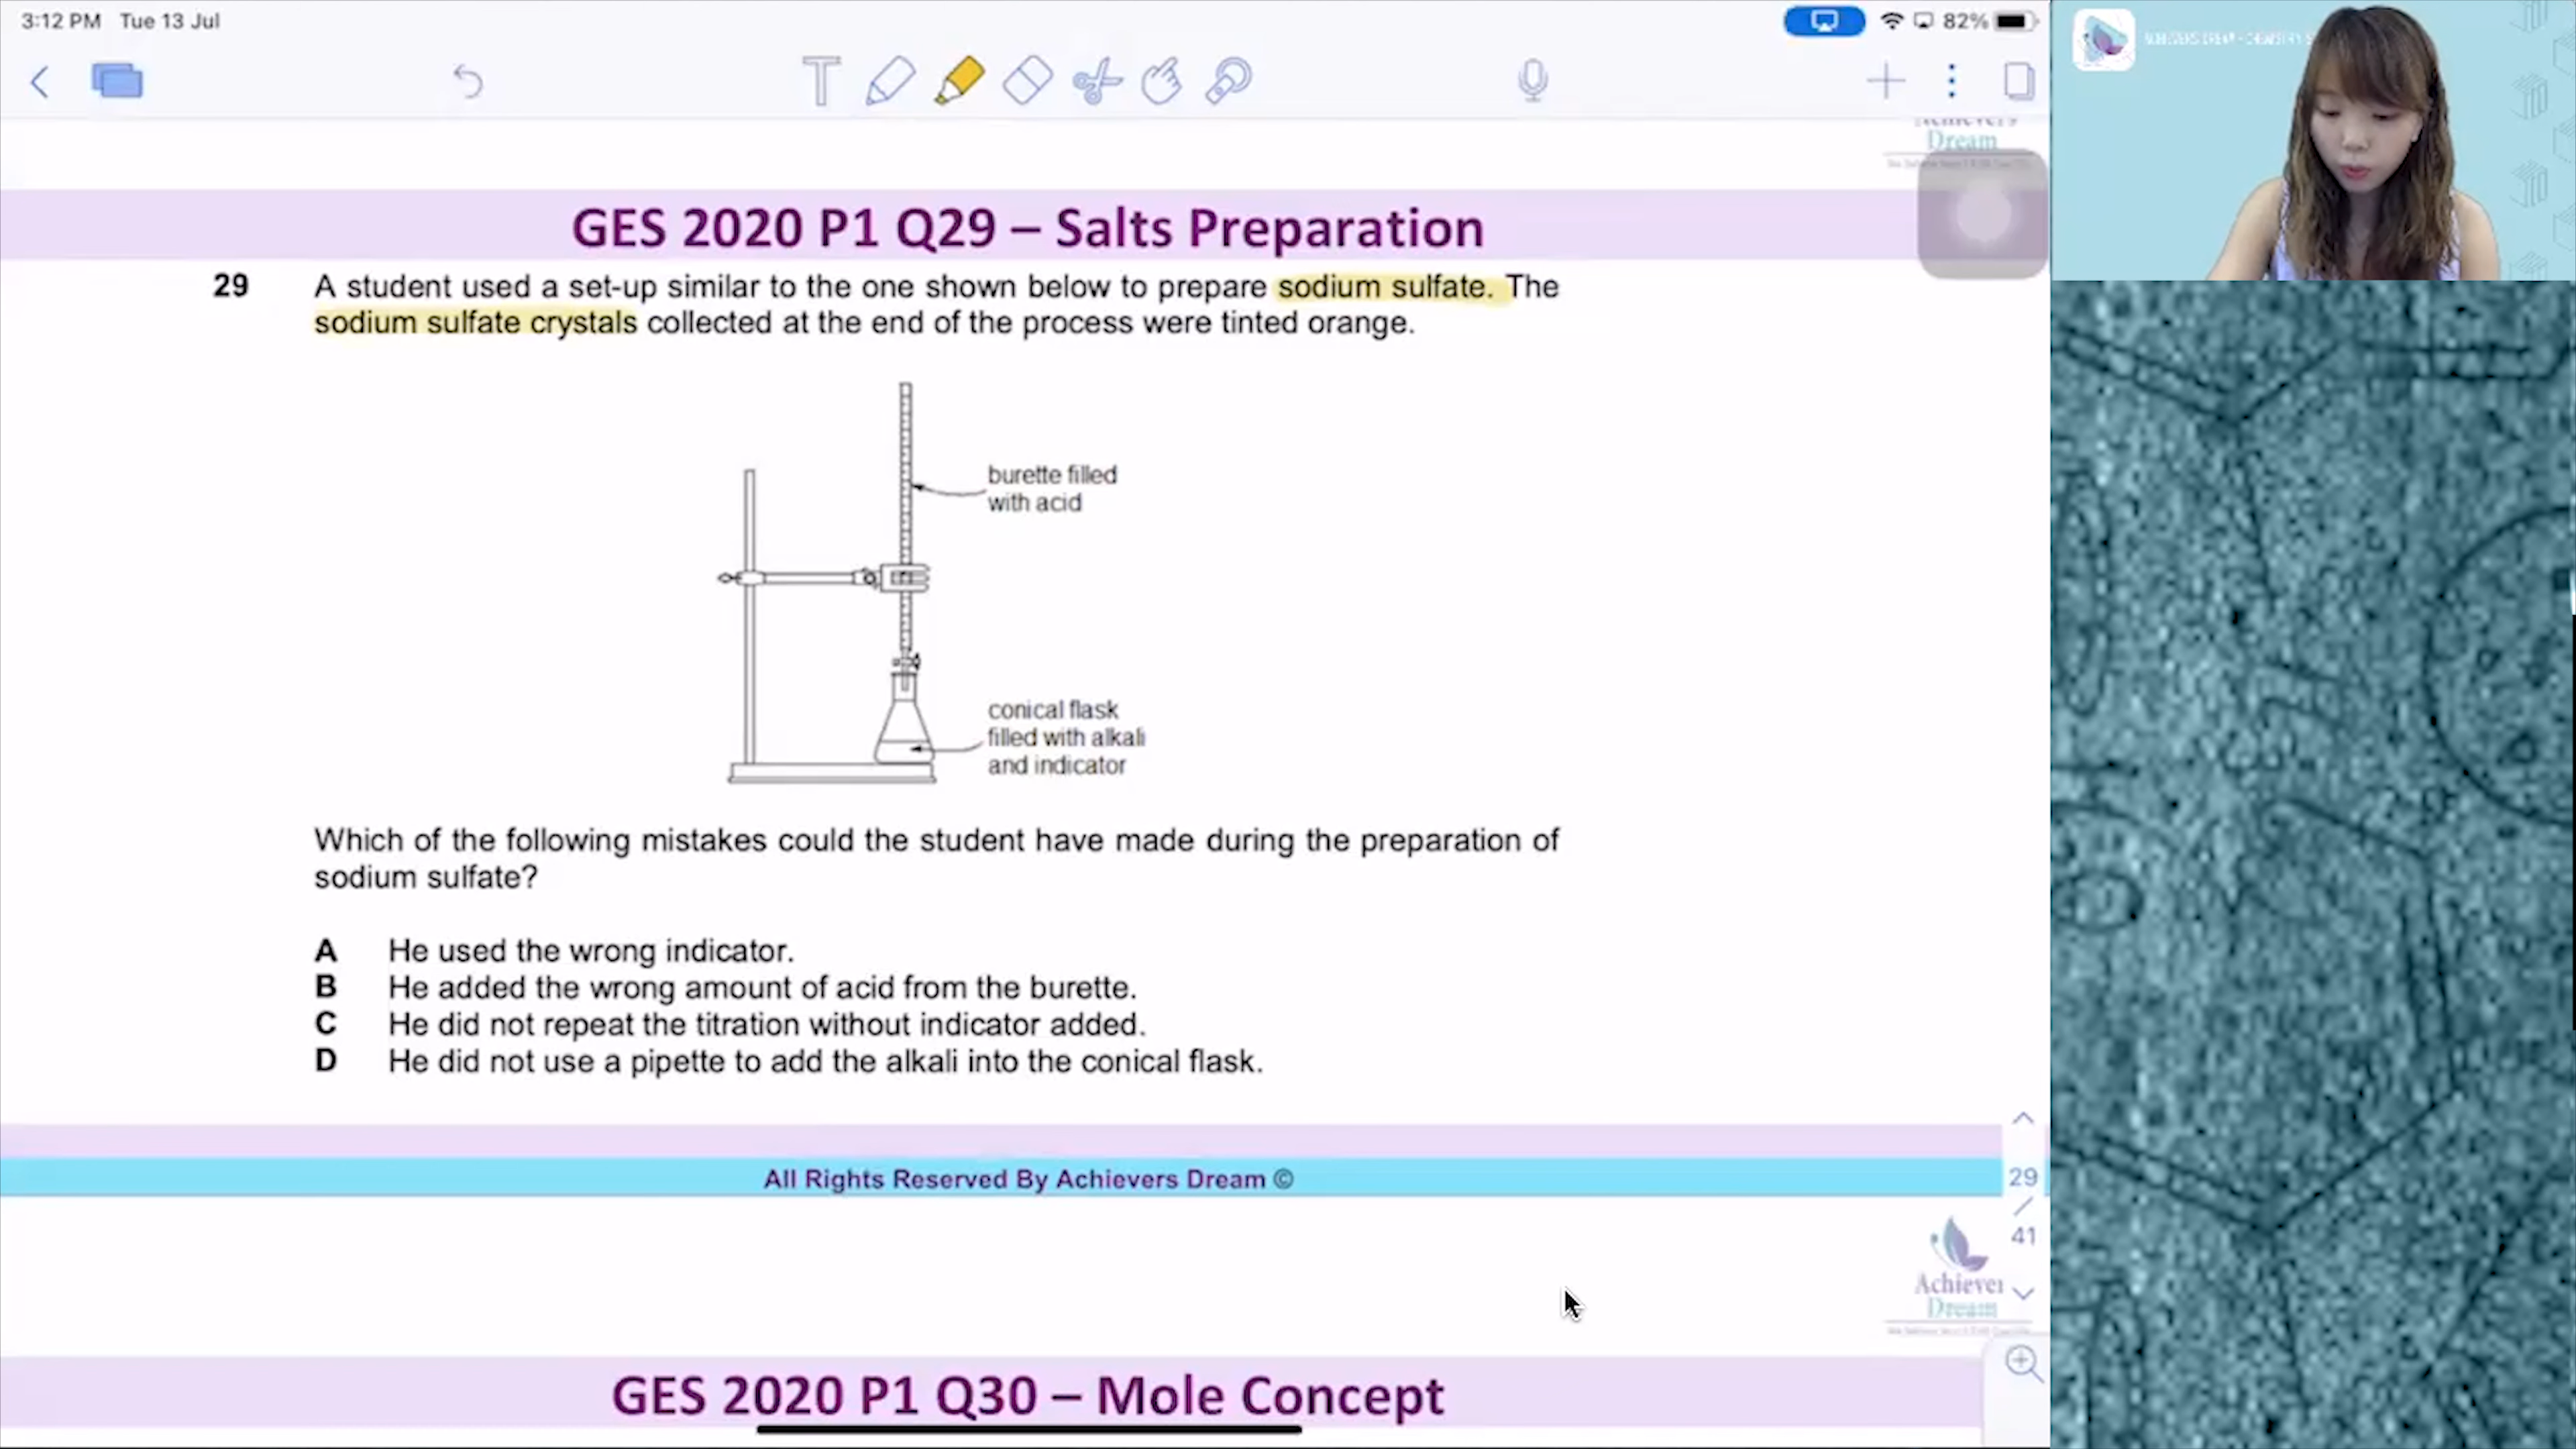 3:12 PM Tue 13 Jul
82%
Dream
GES 2020 P1 Q29 – Salts Preparation
29 A student used a set-up similar to the one shown below to prepare sodium sulfate. The
sodium sulfate crystals collected at the end of the process were tinted orange.
burette filled
with acid
conical flask
filled with alkali
and indicator
Which of the following mistakes could the student have made during the preparation of
sodium sulfate?
A He used the wrong indicator.
B He added the wrong amount of acid from the burette.
C He did not repeat the titration without indicator added.
D He did not use a pipette to add the alkali into the conical flask.
All Rights Reserved By Achievers Dream ©
29
/
41
Achiever
Dream
GES 2020 P1 Q30 – Mole Concept